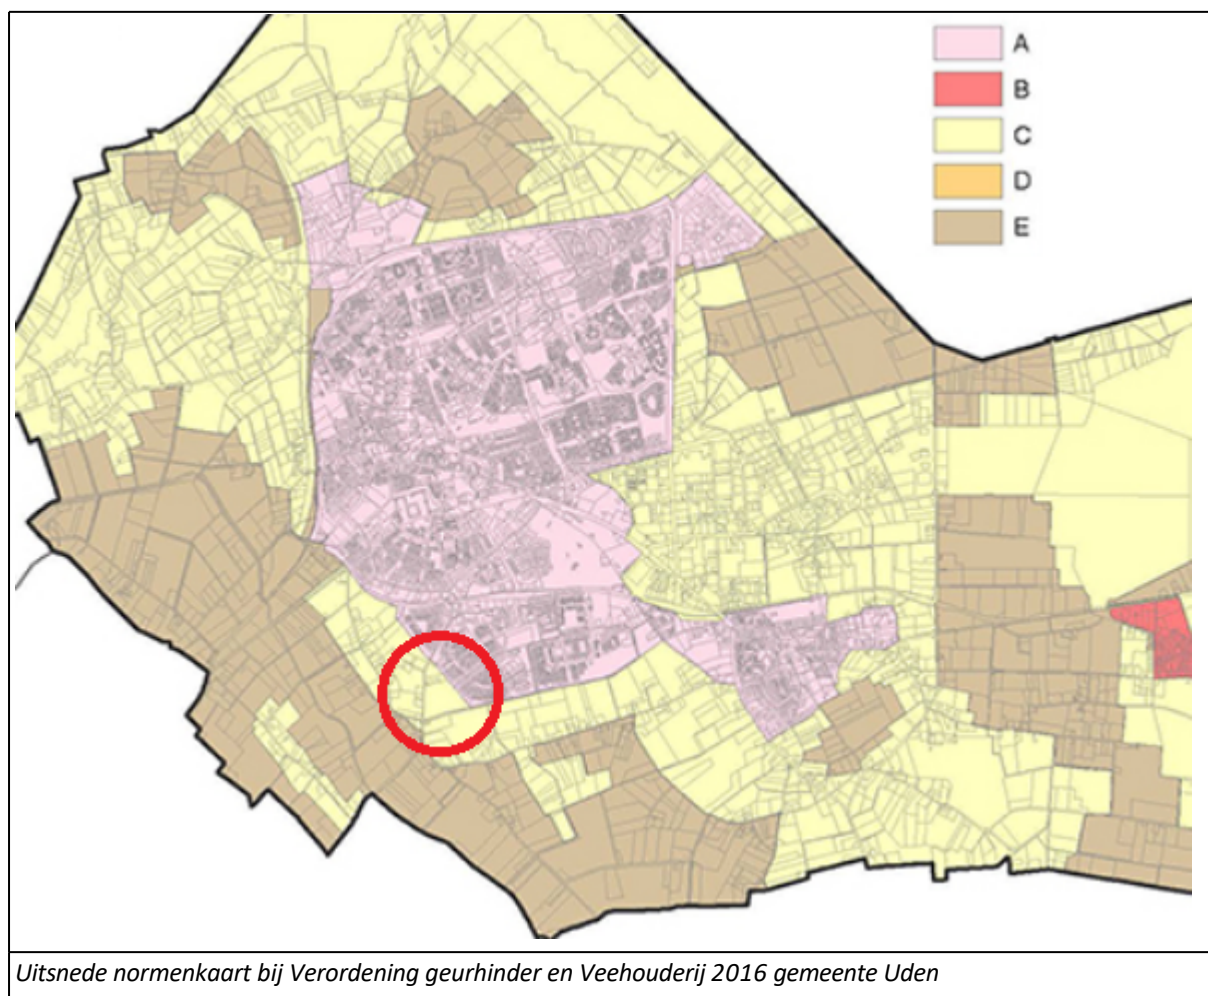 A
B
C
D
E
Uitsnede normenkaart bij Verordening geurhinder en Veehouderij 2016 gemeente Uden